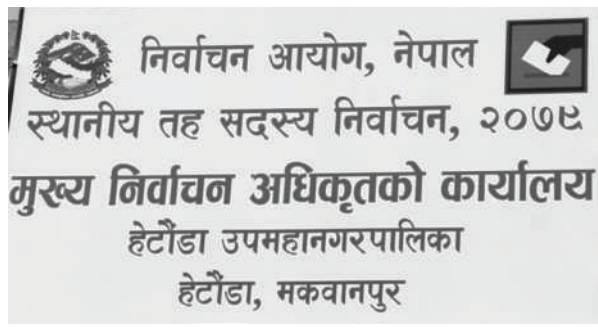 निर्वाचन आयोग, नेपाल
स्थानीय तह सदस्य निर्वाचन, २०७९
मुख्य निर्वाचन अधिकृतको कार्यालय
हेटौंडा उपमहानगरपालिका
हेटौंडा, मकवानपुर